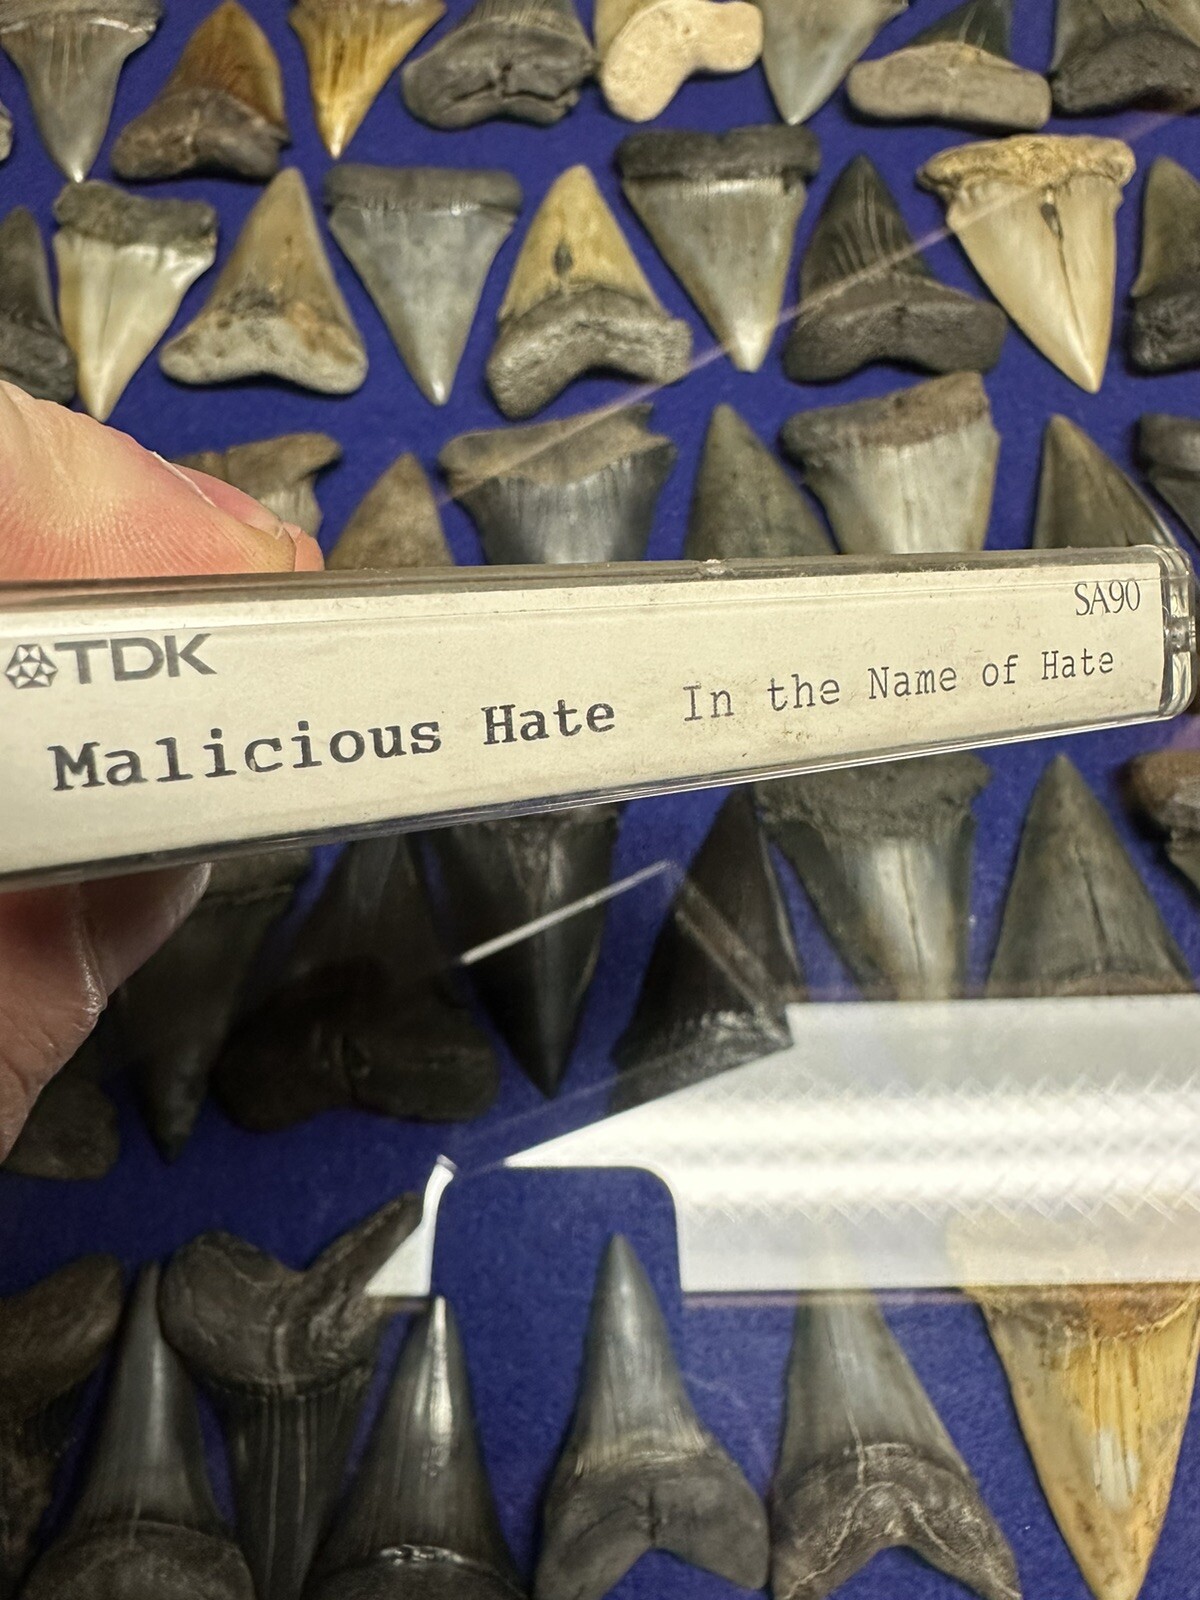 TDK
SA90
Malicious Hate In the Name of Hate